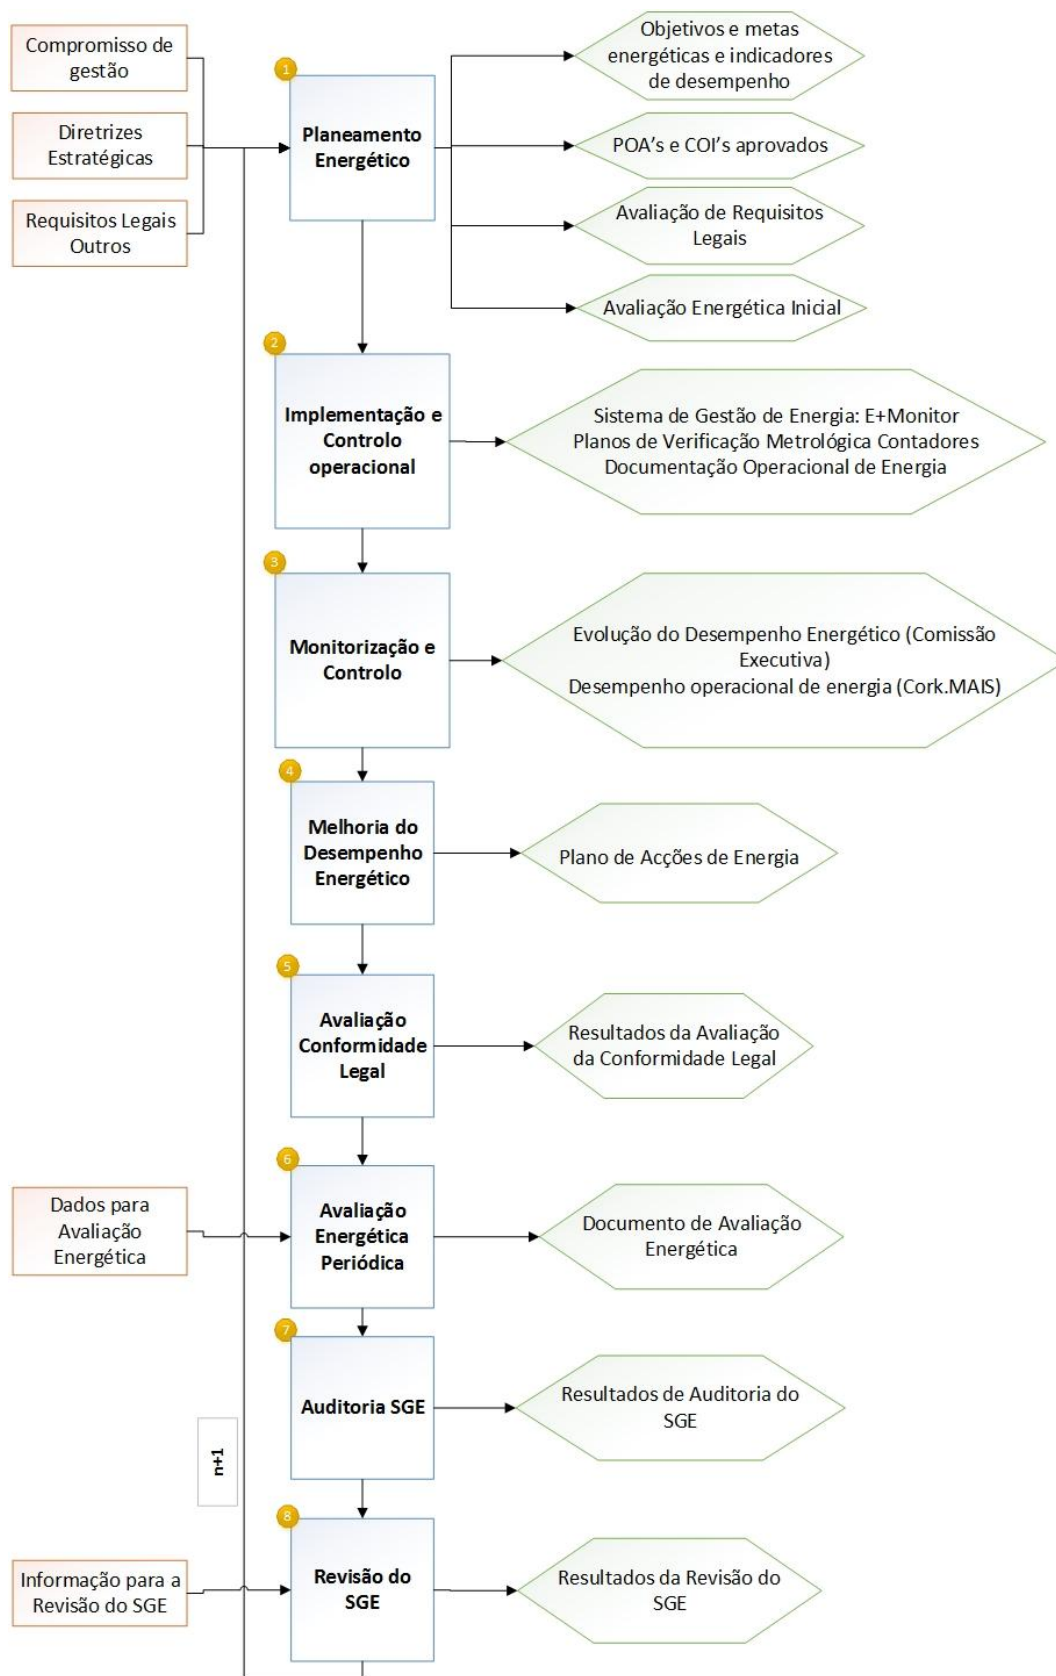 Compromisso de
gestão
Diretrizes
Estratégicas
Requisitos Legais
Outros
1
Planeamento
Energético
Objetivos e metas
energéticas e indicadores
de desempenho
POA's e COI's aprovados
Avaliação de Requisitos
Legais
Avaliação Energética Inicial
2
Implementação e
Controlo
operacional
Sistema de Gestão de Energia: E+Monitor
Planos de Verificação Metrológica Contadores
Documentação Operacional de Energia
3
Monitorização e
Controlo
Evolução do Desempenho Energético (Comissão
Executiva)
Desempenho operacional de energia (Cork.MAIS)
4
Melhoria do
Desempenho
Energético
Plano de Acções de Energia
5
Avaliação
Conformidade
Legal
Resultados da Avaliação
da Conformidade Legal
6
Dados para
Avaliação
Energética
Avaliação
Energética
Periódica
Documento de Avaliação
Energética
7
Auditoria SGE
Resultados de Auditoria do
SGE
n+1
8
Informação para a
Revisão do SGE
Revisão do
SGE
Resultados da Revisão do
SGE